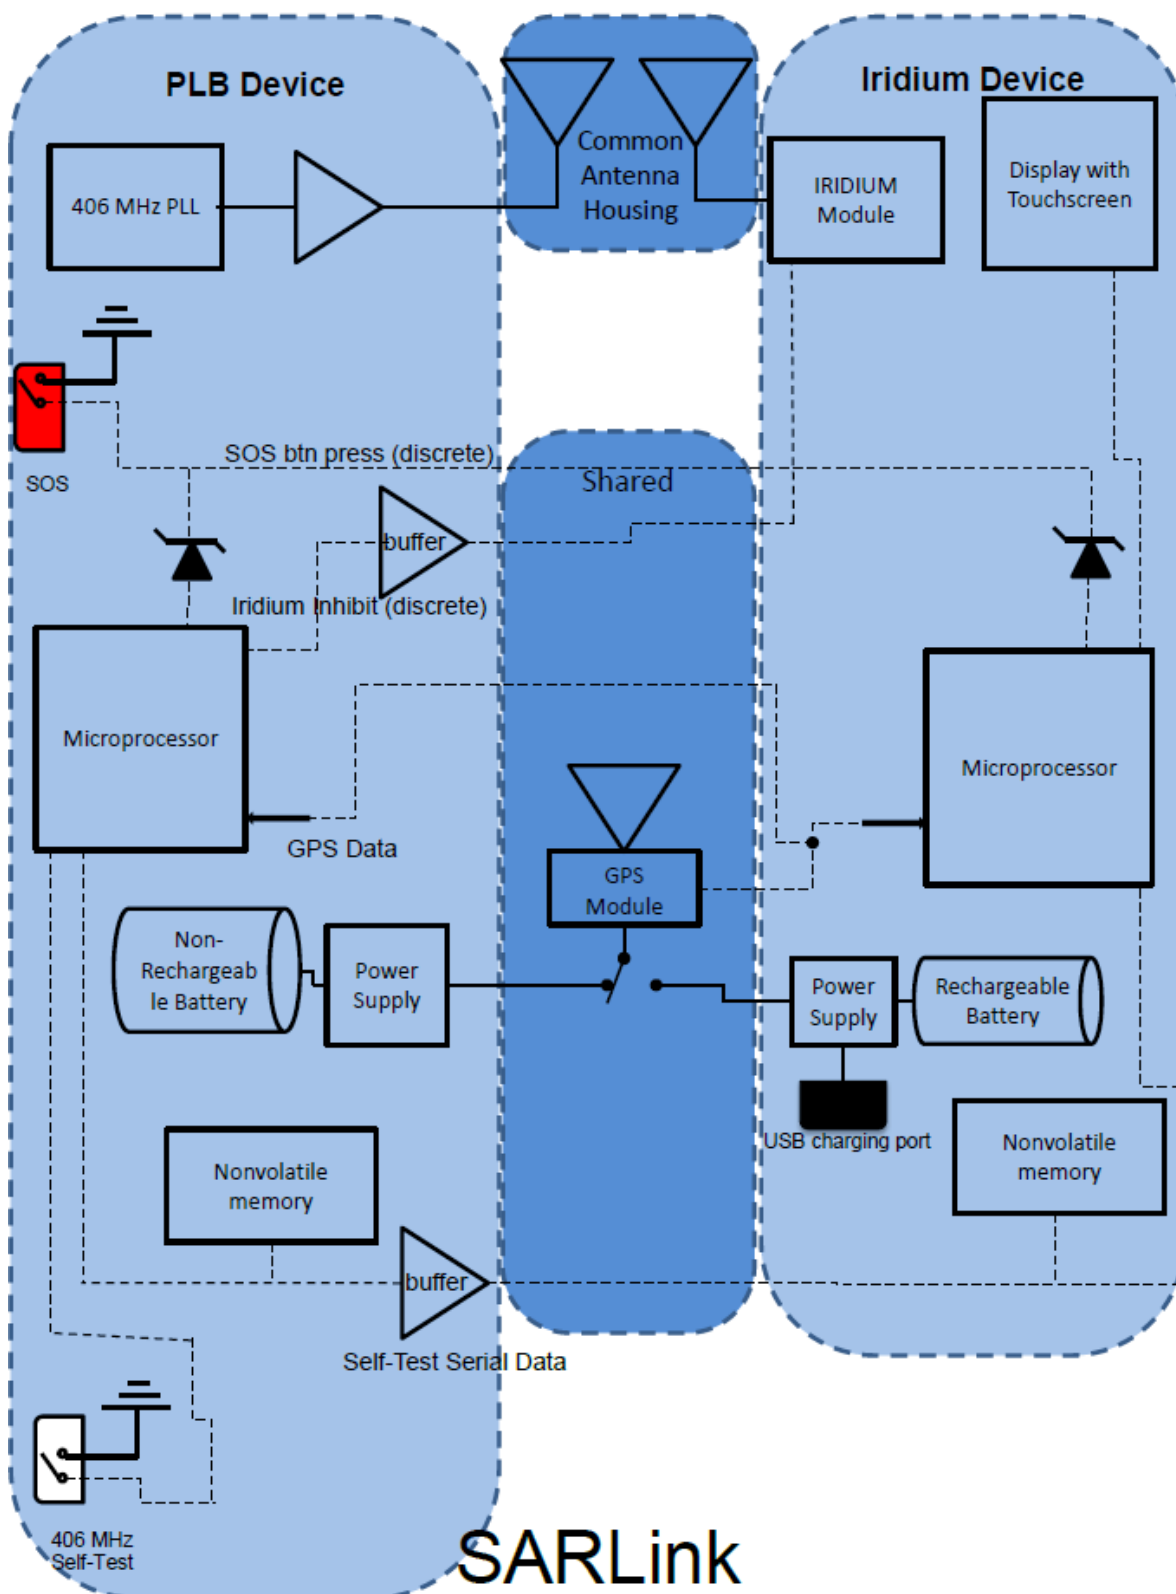 PLB Device
Iridium Device
406 MHz PLL
Common
Antenna
Housing
IRIDIUM
Module
Display with
Touchscreen
SOS
SOS btn press (discrete)
Shared
buffer
Iridium Inhibit (discrete)
Microprocessor
Microprocessor
GPS Data
GPS
Module
Non-
Rechargeab
le Battery
Power
Supply
Power
Supply
Rechargeable
Battery
USB charging port
Nonvolatile
memory
Nonvolatile
memory
buffer
Self-Test Serial Data
406 MHz
Self-Test
SARLink